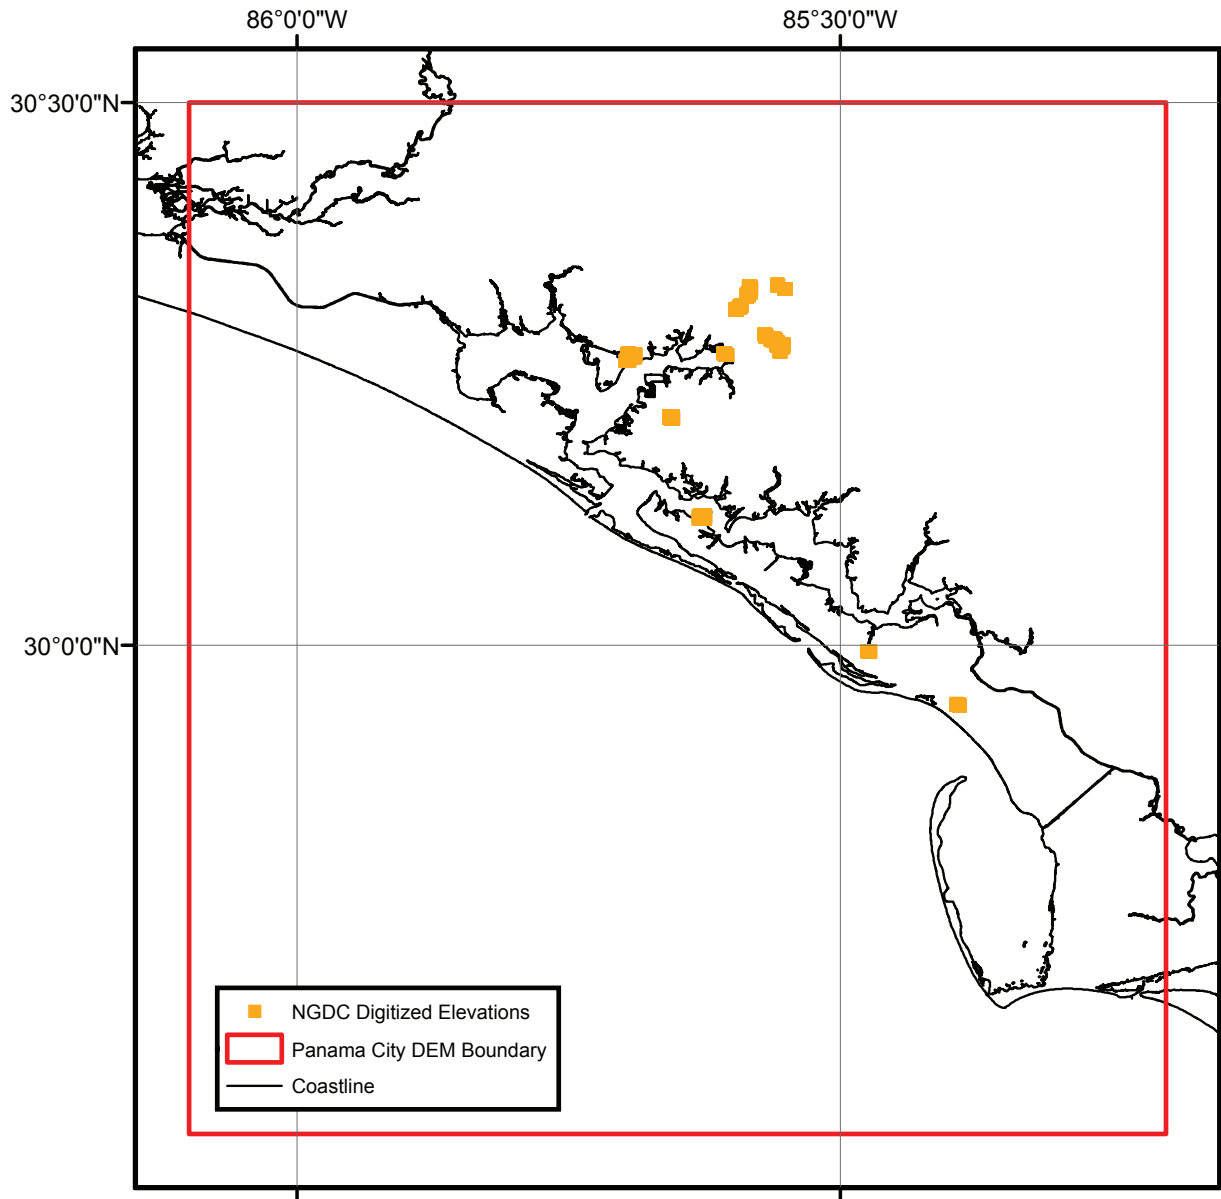 86°0'0"W
85°30'0"W
30°30'0"N
30°0'0"N
NGDC Digitized Elevations
Panama City DEM Boundary
Coastline